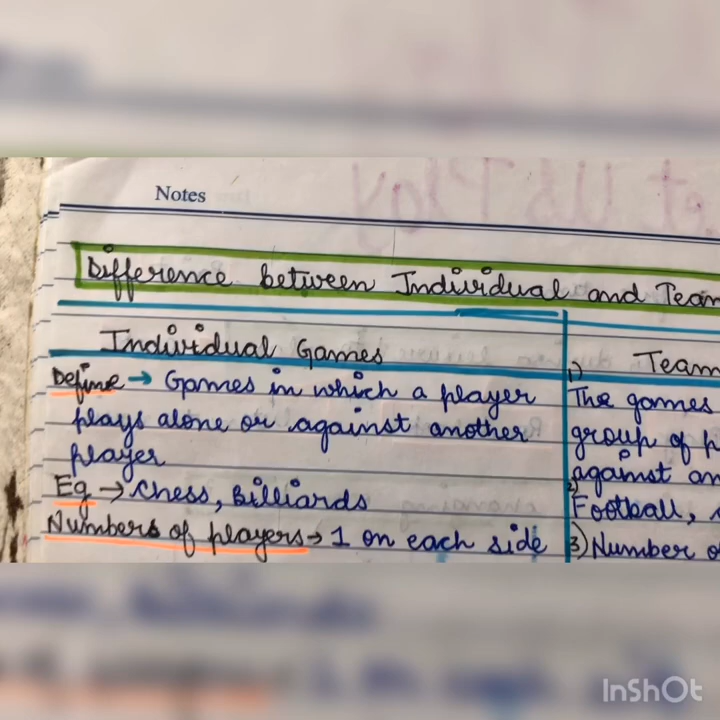 Notes
Difference between Individual and Team
Individual Games
Define → Games in which a player
plays alone or against another
player
Eg → chess, Billiards
Numbers of players → 1 on each side
1) Team
The games
group of p
against an
2)
Football,
3) Number of
InShOt